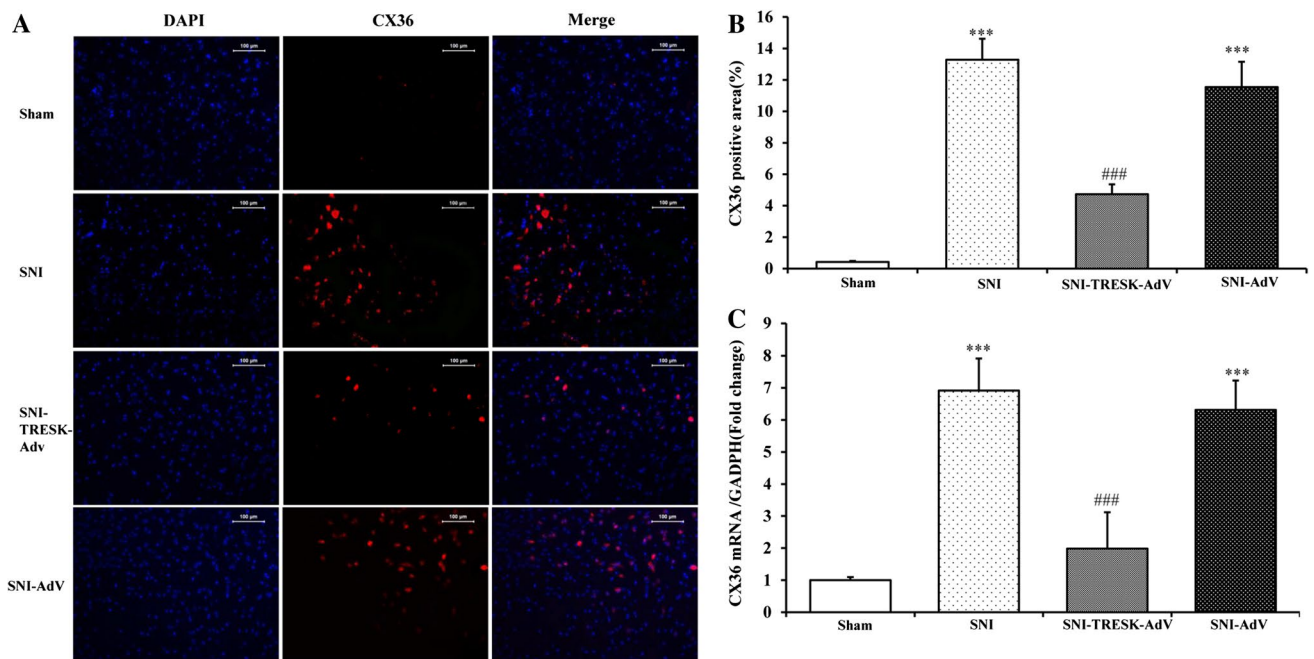 A
DAPI
CX36
Merge
100 μm
100 μm
100 μm
Sham
100 μm
100 μm
100 μm
SNI
100 μm
100 μm
100 μm
SNI-
TRESK-
Adv
100 μm
100 μm
100 μm
SNI-AdV
B
CX36 positive area(%)
16
14
12
10
8
6
4
2
0
***
###
***
Sham
SNI
SNI-TRESK-AdV
SNI-AdV
C
CX36 mRNA /GADPH(Fold change)
9
8
7
6
5
4
3
2
1
0
***
###
***
Sham
SNI
SNI-TRESK-AdV
SNI-AdV